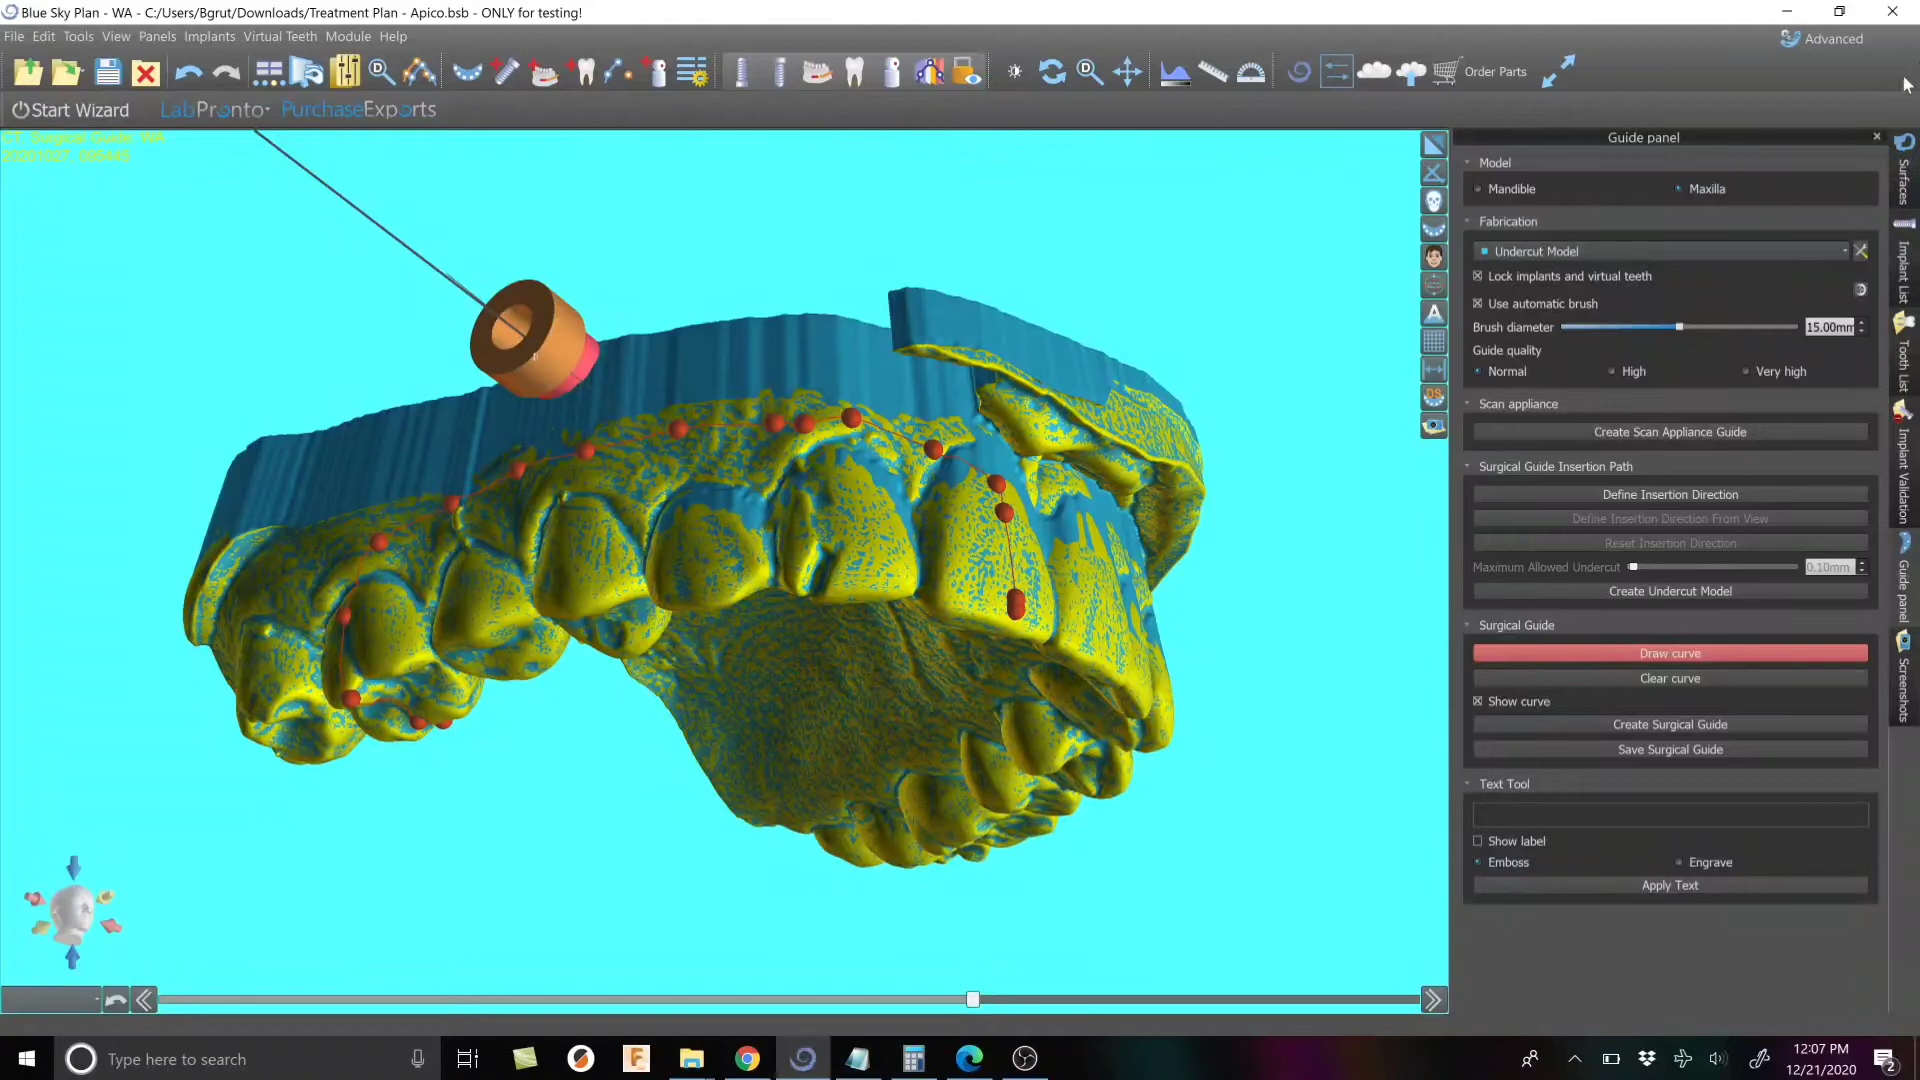 Blue Sky Plan - WA - C:/Users/Bgrut/Downloads/Treatment Plan - Apico.bsb - ONLY for testing!
File Edit Tools View Panels Implants Virtual Teeth Module Help
Advanced
Order Parts
Start Wizard LabPronto PurchaseExports
CT: Surgical Guide: WA
Guide panel
Model
Mandible Maxilla
Fabrication
Undercut Model
Lock implants and virtual teeth
Use automatic brush
Brush diameter 15.00mm
Guide quality
Normal High Very high
Scan appliance
Create Scan Appliance Guide
Surgical Guide Insertion Path
Define Insertion Direction
Define Insertion Direction From View
Reset Insertion Direction
Maximum Allowed Undercut 0.10mm
Create Undercut Model
Surgical Guide
Draw curve
Clear curve
Show curve
Create Surgical Guide
Save Surgical Guide
Text Tool
Show label
Emboss Engrave
Apply Text
Surfaces
Implant List
Tooth List
Implant Validation
Guide panel
Screenshots
Type here to search
12:07 PM
12/21/2020
2